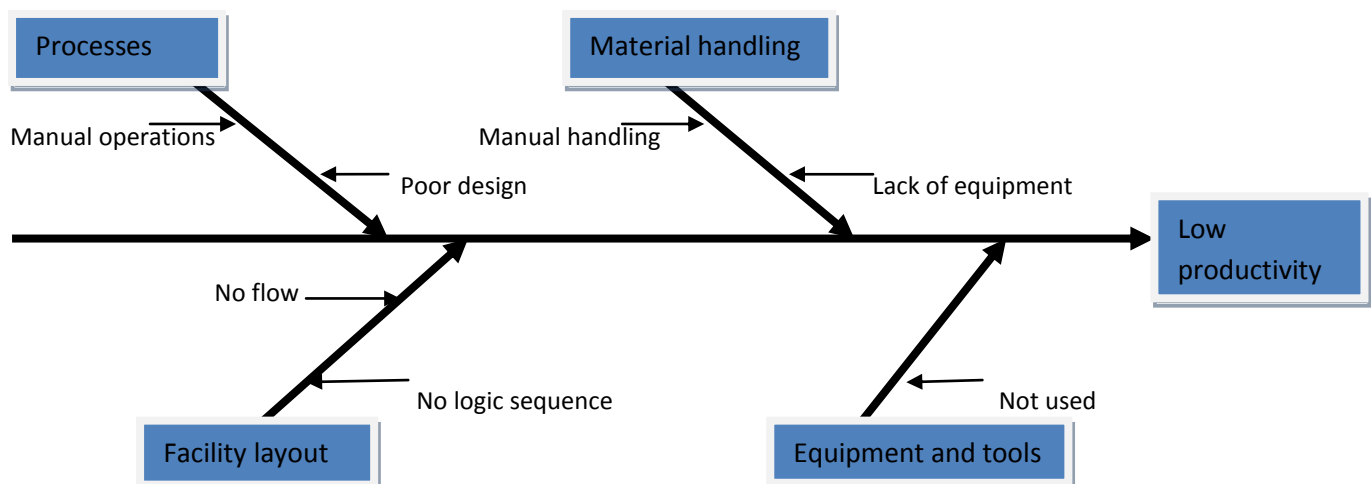 Processes
Material handling
Manual operations
Manual handling
Poor design
Lack of equipment
Low
productivity
No flow
No logic sequence
Not used
Facility layout
Equipment and tools